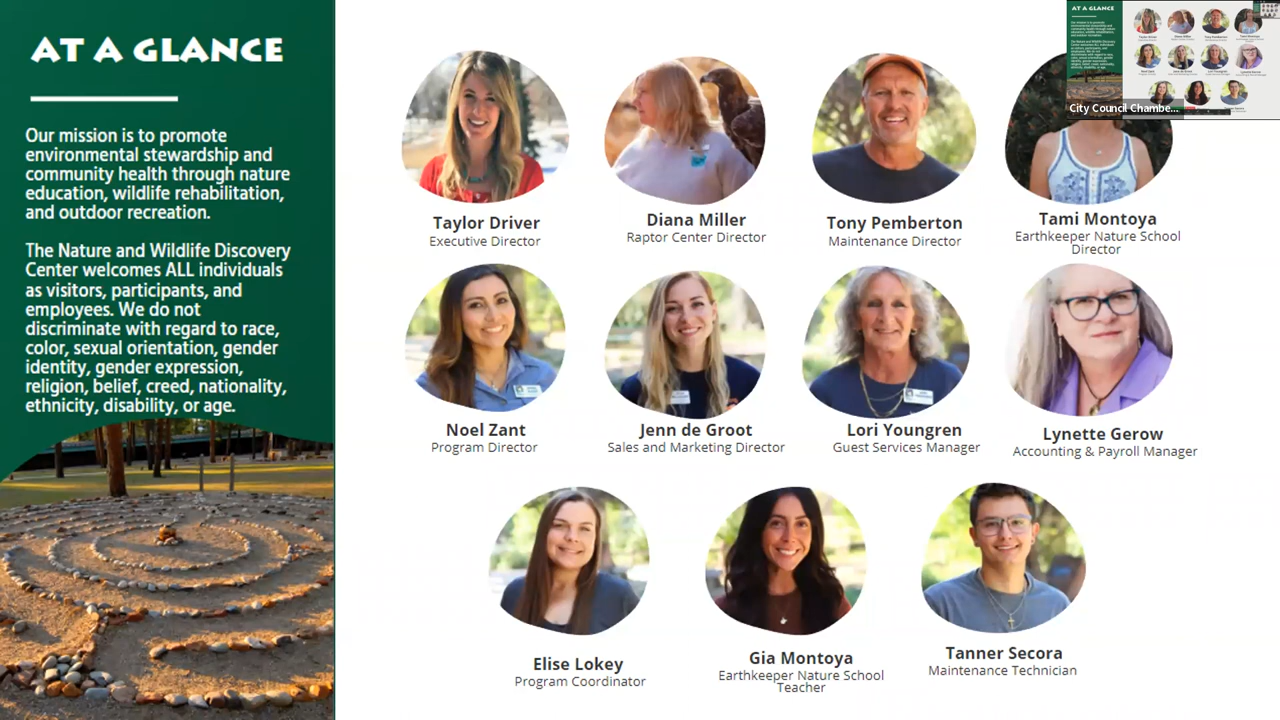 AT A GLANCE
Our mission is to promote
environmental stewardship and
community health through nature
education, wildlife rehabilitation,
and outdoor recreation.
The Nature and Wildlife Discovery
Center welcomes ALL individuals
as visitors, participants, and
employees. We do not
discriminate with regard to race,
color, sexual orientation, gender
identity, gender expression,
religion, belief, creed, nationality,
ethnicity, disability, or age.
Taylor Driver
Executive Director
Diana Miller
Raptor Center Director
Tony Pemberton
Maintenance Director
Tami Montoya
Earthkeeper Nature School
Director
Noel Zant
Program Director
Jenn de Groot
Sales and Marketing Director
Lori Youngren
Guest Services Manager
Lynette Gerow
Accounting & Payroll Manager
Elise Lokey
Program Coordinator
Gia Montoya
Earthkeeper Nature School
Teacher
Tanner Secora
Maintenance Technician
AT A GLANCE
City Council Chambe...